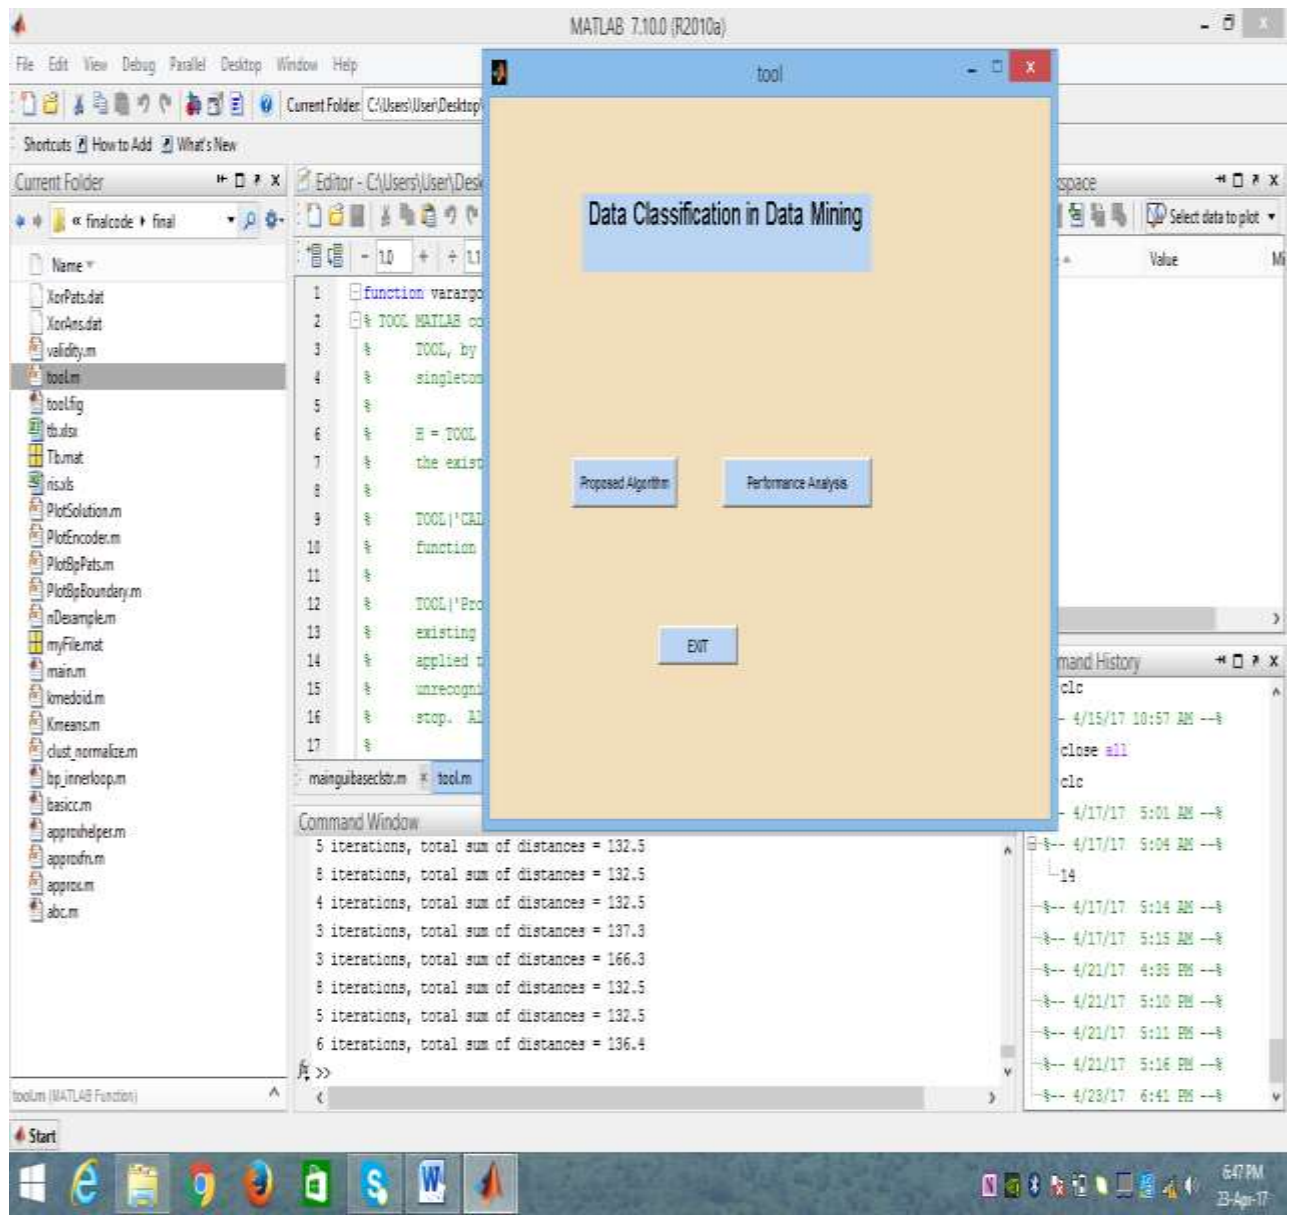 MATLAB 7.10.0 (R2010a)
File Edit View Debug Parallel Desktop Window Help
Current Folder: C:\Users\User\Desktop\
Shortcuts How to Add What's New
tool
Data Classification in Data Mining
Proposed Algorithm
Performance Analysis
EXIT
Current Folder
« finalcode final
Name
XorPats.dat
XorAns.dat
validity.m
tool.m
tool.fig
tb.xlsx
Tb.mat
ris.xls
PlotSolution.m
PlotEncoder.m
PlotBpPats.m
PlotBpBoundary.m
nDexample.m
myFile.mat
main.m
kmedoid.m
Kmeans.m
clust_normalize.m
bp_innerloop.m
basicc.m
approxhelper.m
approxfn.m
approx.m
abc.m
tool.m (MATLAB Function)
Editor - C:\Users\User\Desk
- 1.0 + ÷ 1.1
1 function varargo
2 % TOOL MATLAB co
3 % TOOL, by
4 % singleton
5 %
6 % H = TOOL
7 % the exist
8 %
9 % TOOL('CAL
10 % function
11 %
12 % TOOL('Pro
13 % existing
14 % applied t
15 % unrecogni
16 % stop. Al
17 %
mainguibaseclstr.m × tool.m
Command Window
5 iterations, total sum of distances = 132.5
8 iterations, total sum of distances = 132.5
4 iterations, total sum of distances = 132.5
3 iterations, total sum of distances = 137.3
3 iterations, total sum of distances = 166.3
8 iterations, total sum of distances = 132.5
5 iterations, total sum of distances = 132.5
6 iterations, total sum of distances = 136.4
fx >>
space
Select data to plot
Value Mi
mand History
clc
- 4/15/17 10:57 AM --%
close all
clc
- 4/17/17 5:01 AM --%
%-- 4/17/17 5:04 AM --%
14
%-- 4/17/17 5:14 AM --%
%-- 4/17/17 5:15 AM --%
%-- 4/21/17 4:35 PM --%
%-- 4/21/17 5:10 PM --%
%-- 4/21/17 5:11 PM --%
%-- 4/21/17 5:16 PM --%
%-- 4/23/17 6:41 PM --%
Start
6:47 PM
23-Apr-17